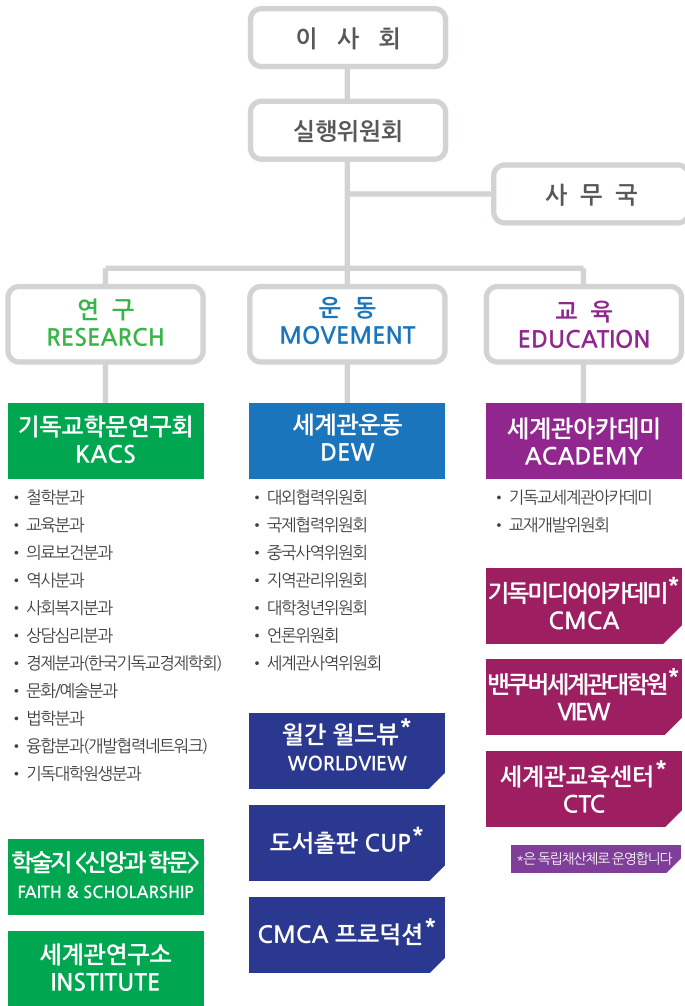 이 사 회
실행위원회
사 무 국
연 구
RESEARCH
기독교학문연구회
KACS
• 철학분과
• 교육분과
• 의료보건분과
• 역사분과
• 사회복지분과
• 상담심리분과
• 경제분과(한국기독교경제학회)
• 문화/예술분과
• 법학분과
• 융합분과(개발협력네트워크)
• 기독대학원생분과
학술지 <신앙과 학문>
FAITH & SCHOLARSHIP
세계관연구소
INSTITUTE
운 동
MOVEMENT
세계관운동
DEW
• 대외협력위원회
• 국제협력위원회
• 중국사역위원회
• 지역관리위원회
• 대학청년위원회
• 언론위원회
• 세계관사역위원회
월간 월드뷰*
WORLDVIEW
도서출판 CUP*
CMCA 프로덕션*
교 육
EDUCATION
세계관아카데미
ACADEMY
• 기독교세계관아카데미
• 교재개발위원회
기독미디어아카데미*
CMCA
밴쿠버세계관대학원*
VIEW
세계관교육센터*
CTC
*은 독립채산체로 운영합니다